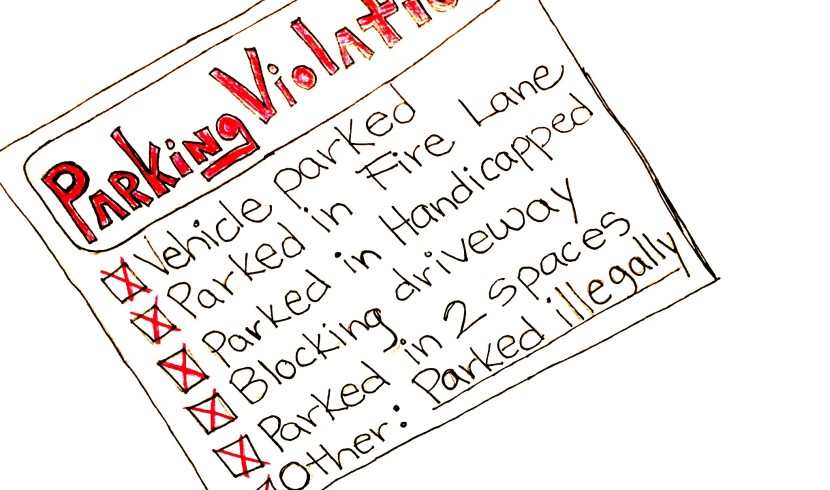 Parking Violatio
Vehicle parked
Parked in Fire Lane
Parked in Handicapped
Blocking driveway
Parked in 2 spaces
Other: Parked illegally